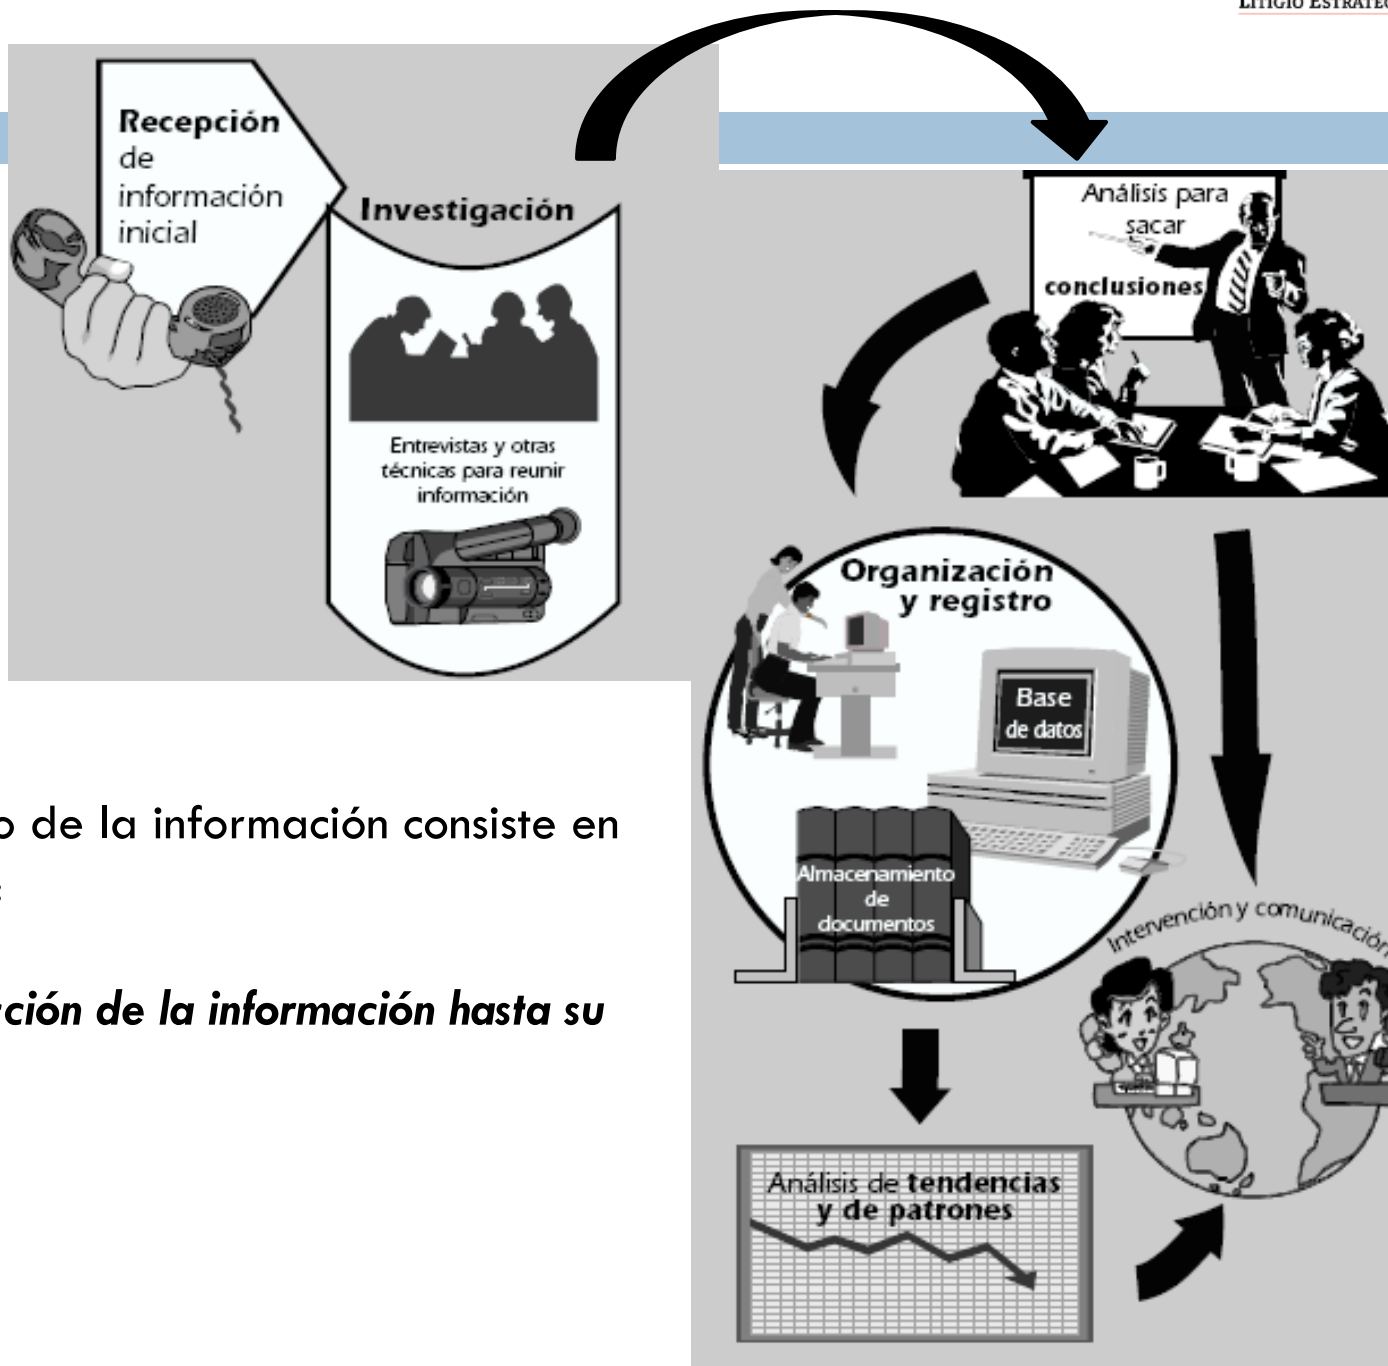 Recepción
de
información
inicial
Investigación
Entrevistas y otras
técnicas para reunir
información
Análisis para
sacar
conclusiones
Organización
y registro
Base
de datos
Almacenamiento
de
documentos
Intervención y comunicación
Análisis de tendencias
y de patrones
de la información consiste en
de la información hasta su